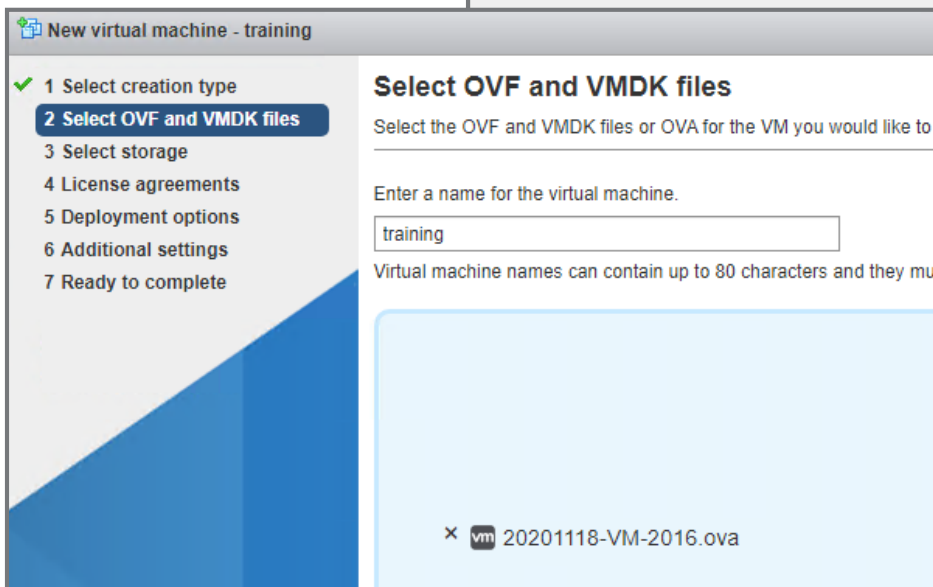 New virtual machine - training
1 Select creation type
2 Select OVF and VMDK files
3 Select storage
4 License agreements
5 Deployment options
6 Additional settings
7 Ready to complete
Select OVF and VMDK files
Select the OVF and VMDK files or OVA for the VM you would like to
Enter a name for the virtual machine.
training
Virtual machine names can contain up to 80 characters and they mu
vm 20201118-VM-2016.ova